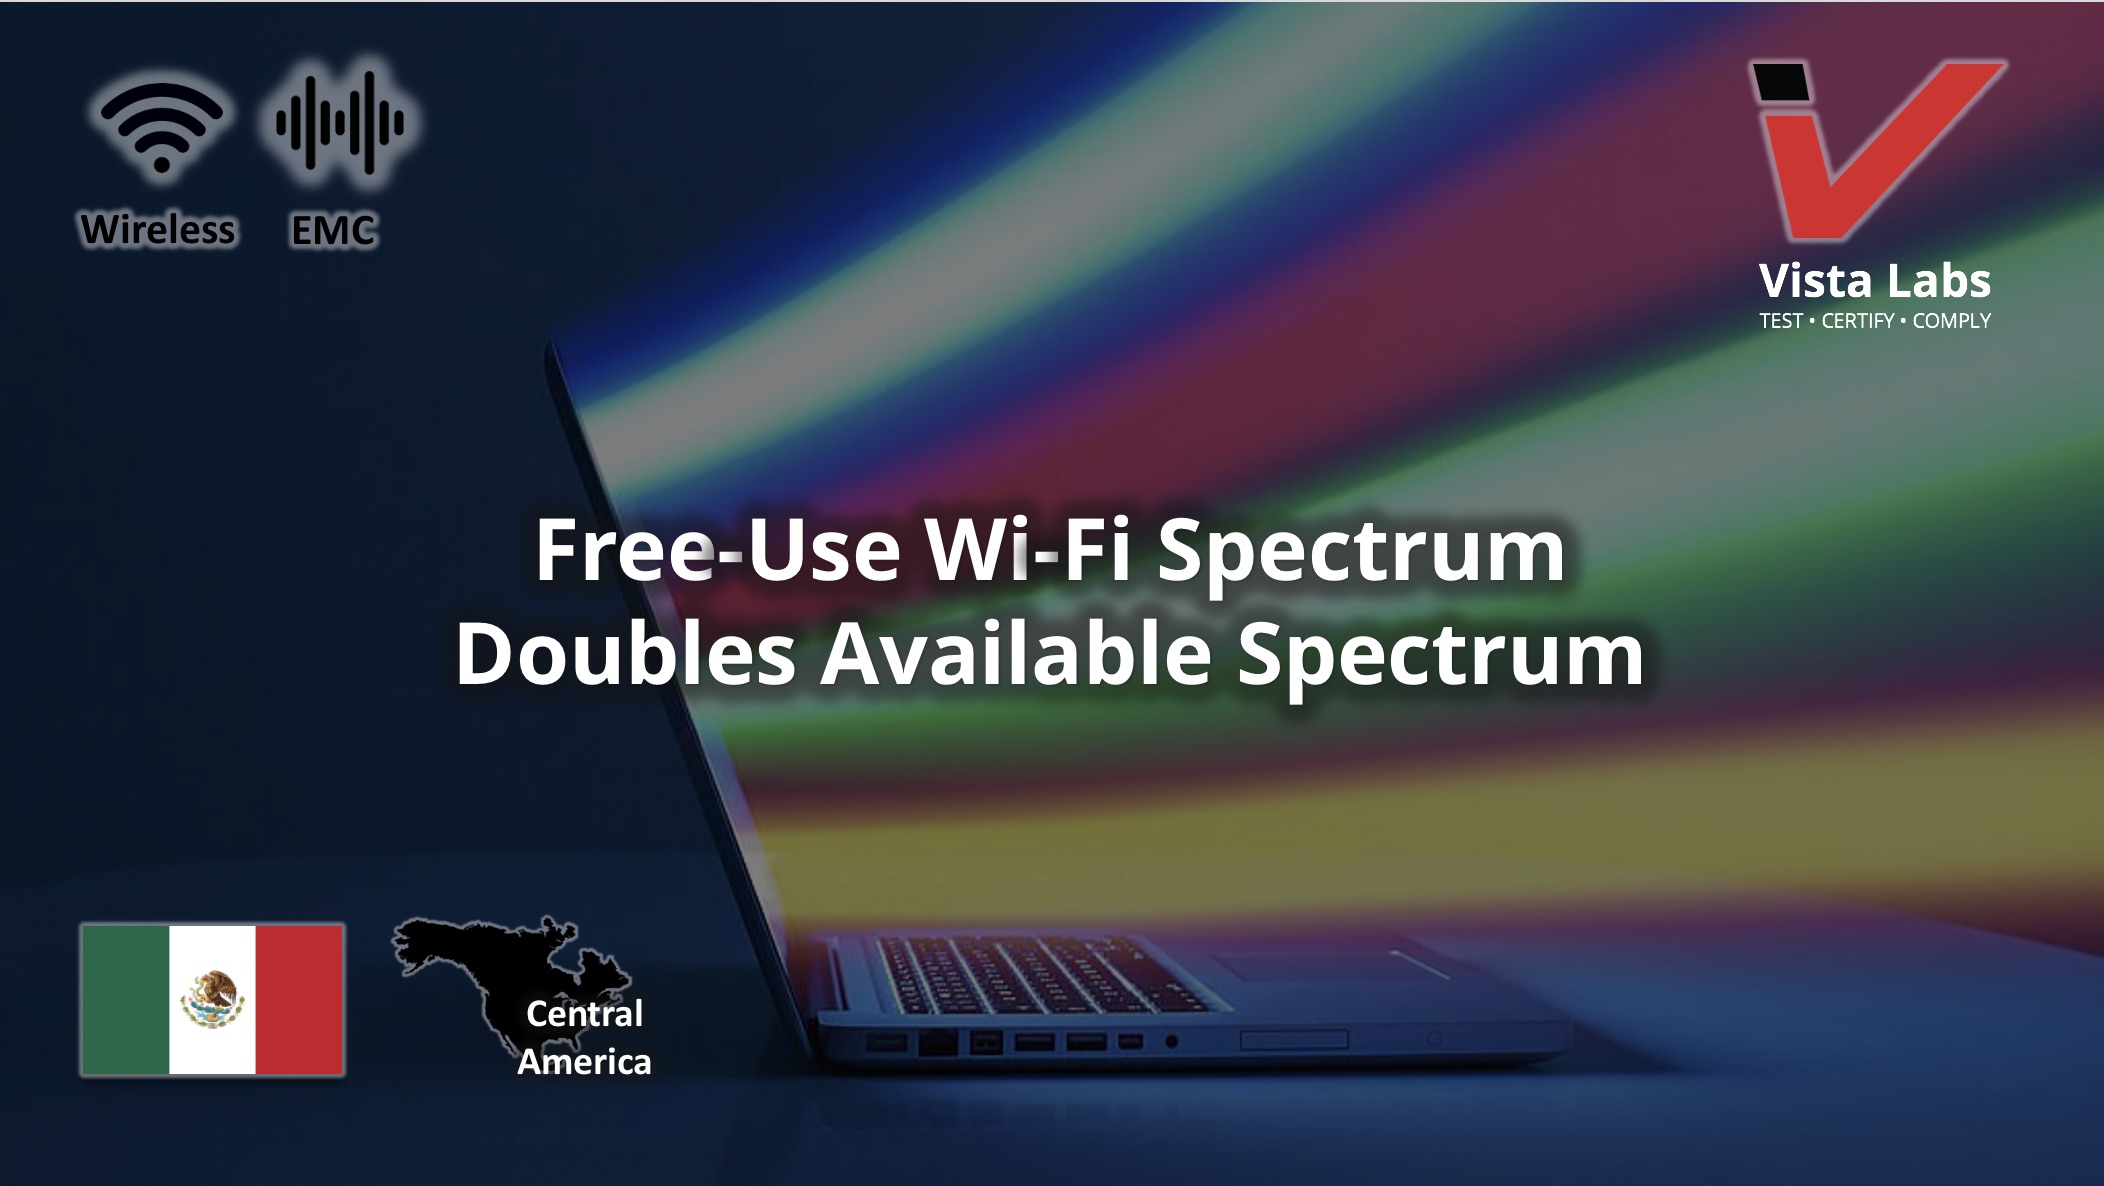 Wireless
EMC
Vista Labs
TEST • CERTIFY • COMPLY
Free-Use Wi-Fi Spectrum
Doubles Available Spectrum
Central
America